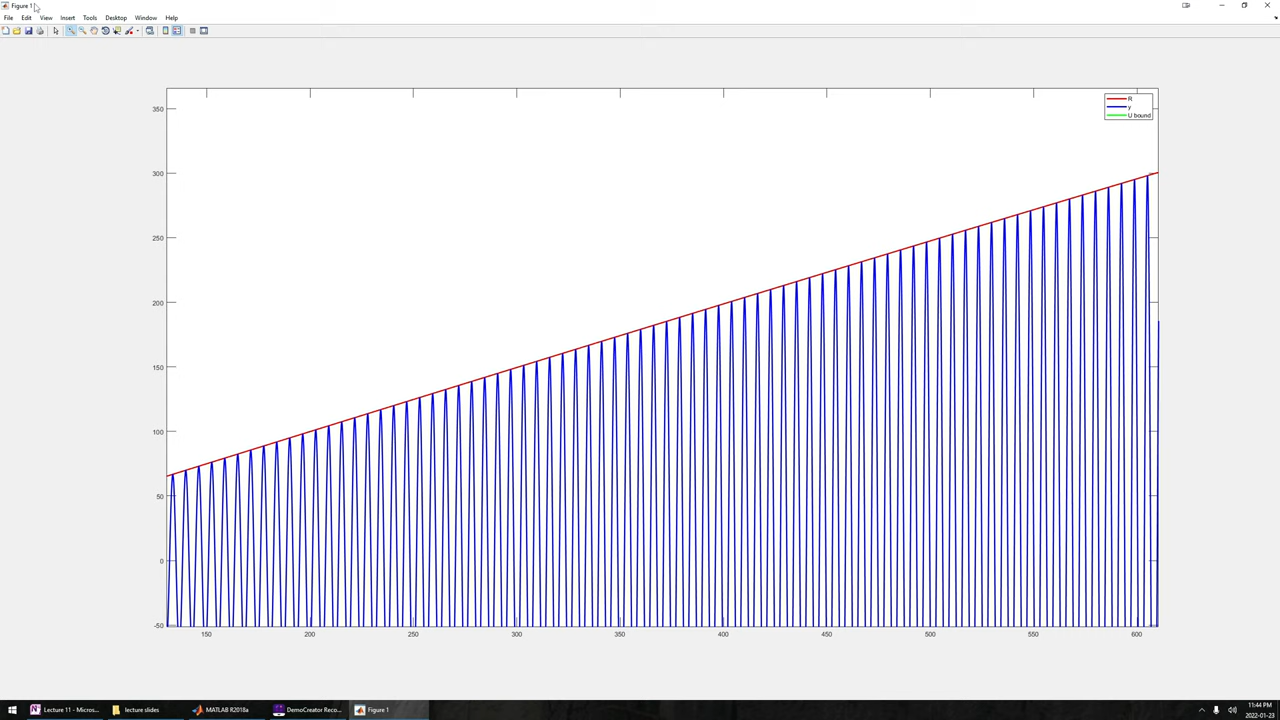 Figure 1
File Edit View Insert Tools Desktop Window Help
350
300
250
200
150
100
50
0
-50
150 200 250 300 350 400 450 500 550 600
R
y
U bound
Lecture 11 - Micros...
lecture slides
MATLAB R2018a
DemoCreator Reco...
Figure 1
11:44 PM
2022-01-23